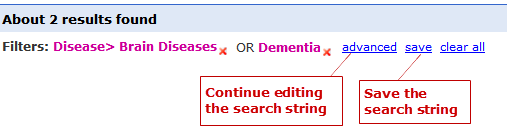 About 2 results found
Filters: Disease> Brain Diseases OR Dementia advanced save clear all
Continue editing
the search string
Save the
search string